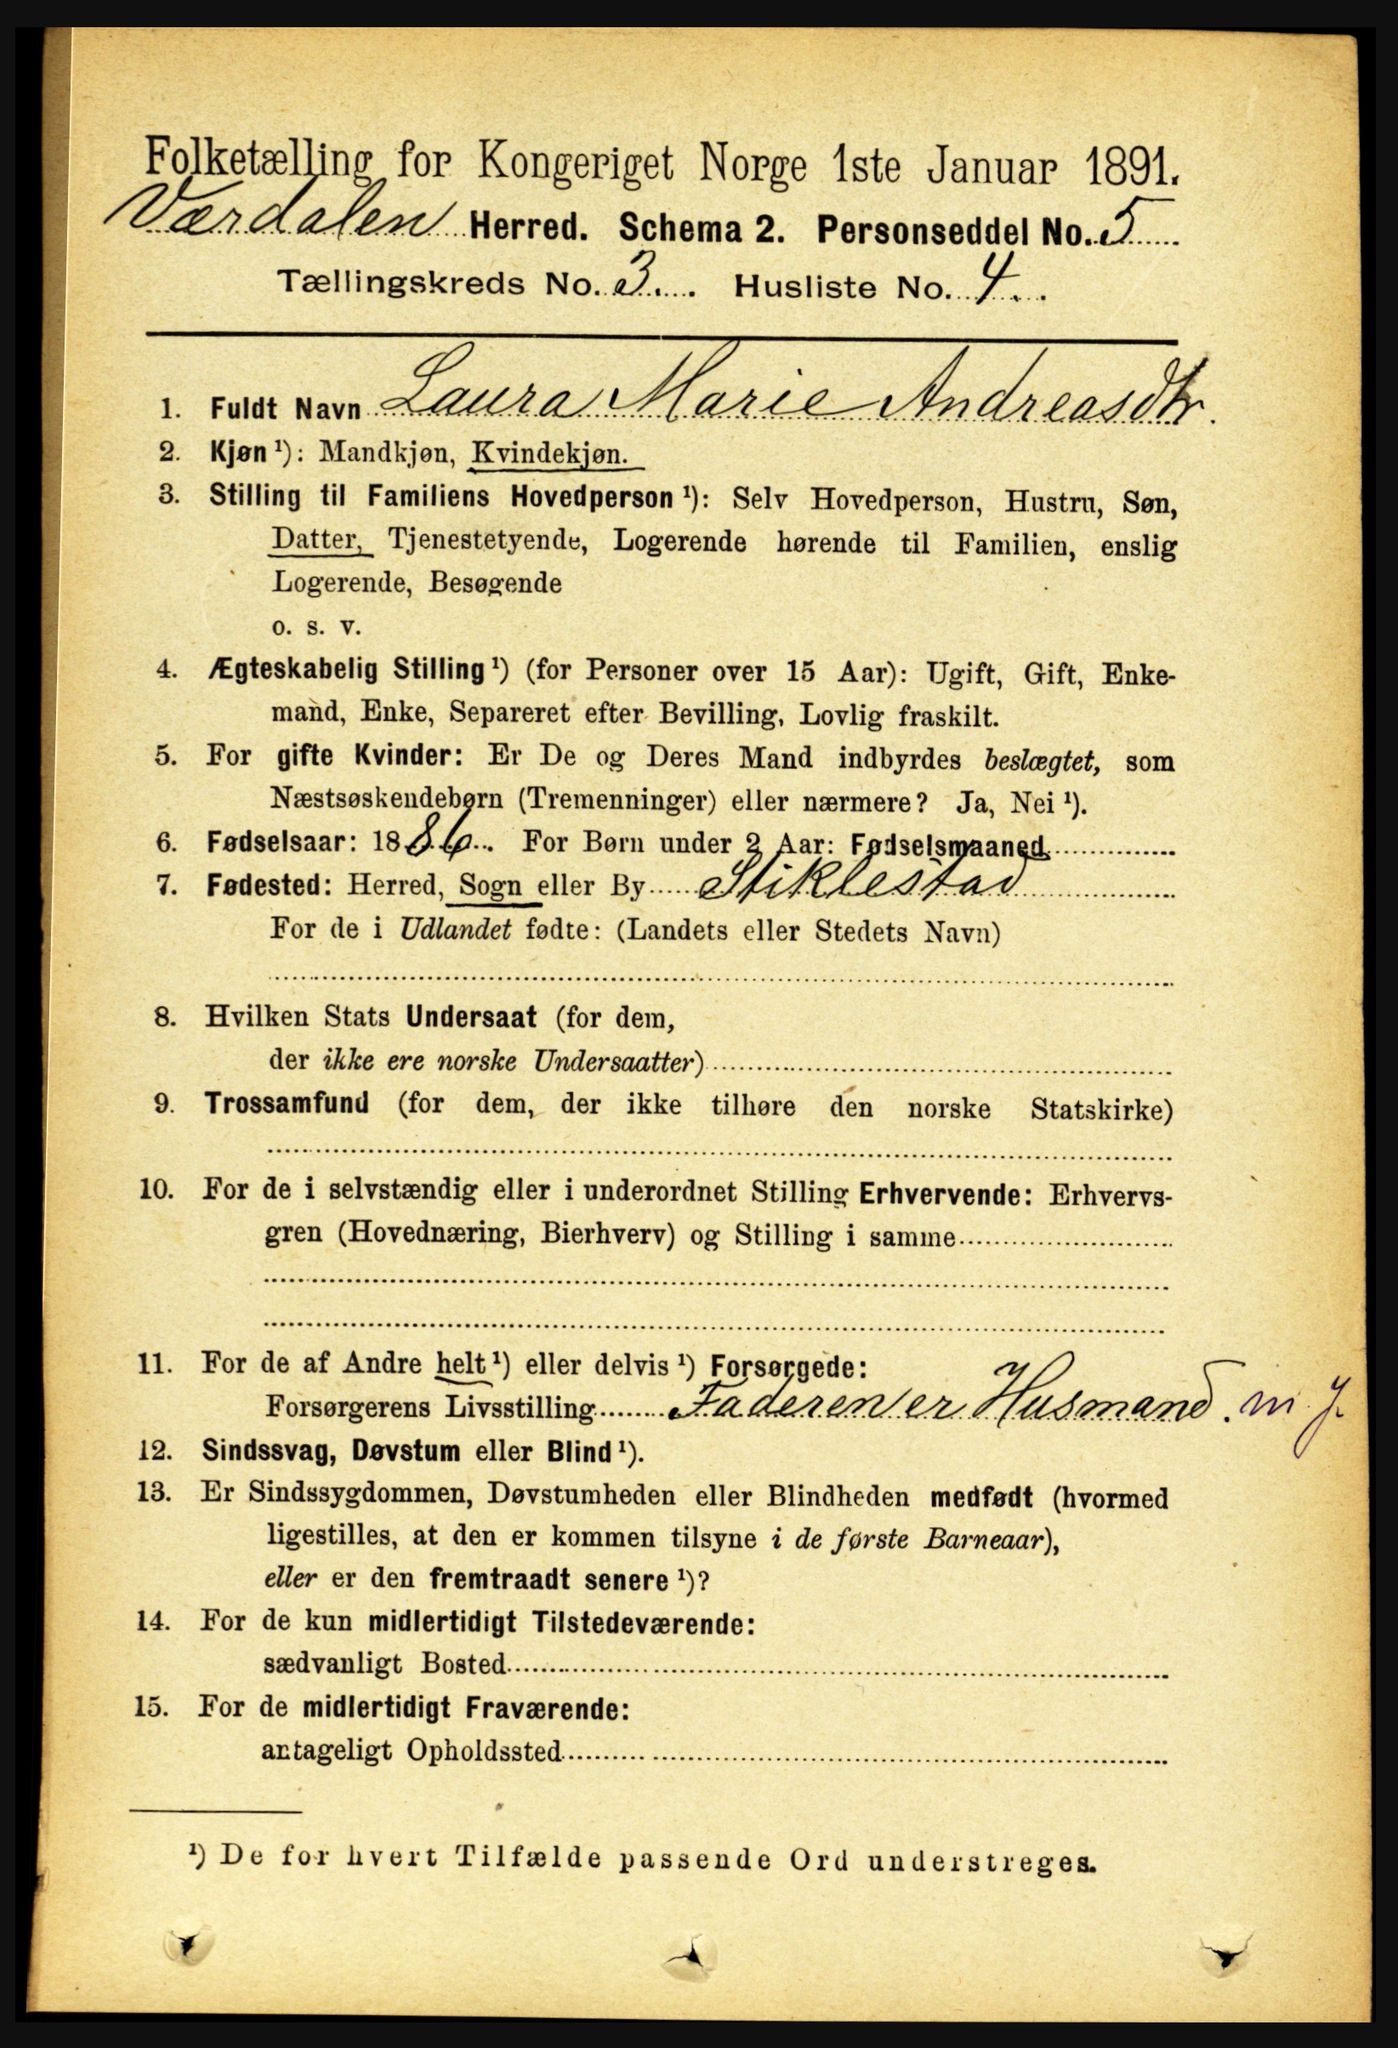 Folketælling for Kongeriget Norge 1ste Januar 1891.
Værdalen Herred. Schema 2. Personseddel No. 5
Tællingskreds No. 3. Husliste No. 4.
1. Fuldt Navn Laura Marie Andreasdtr.
2. Kjøn ¹): Mandkjøn, Kvindekjøn.
3. Stilling til Familiens Hovedperson ¹): Selv Hovedperson, Hustru, Søn,
Datter, Tjenestetyende, Logerende hørende til Familien, enslig
Logerende, Besøgende
o. s. v.
4. Ægteskabelig Stilling ¹) (for Personer over 15 Aar): Ugift, Gift, Enke-
mand, Enke, Separeret efter Bevilling, Lovlig fraskilt.
5. For gifte Kvinder: Er De og Deres Mand indbyrdes beslægtet, som
Næstsøskendebørn (Tremenninger) eller nærmere? Ja, Nei ¹).
6. Fødselsaar: 1886. For Børn under 2 Aar: Fødselsmaaned
7. Fødested: Herred, Sogn eller By Stiklestad
For de i Udlandet fødte: (Landets eller Stedets Navn)
8. Hvilken Stats Undersaat (for dem,
der ikke ere norske Undersaatter)
9. Trossamfund (for dem, der ikke tilhøre den norske Statskirke)
10. For de i selvstændig eller i underordnet Stilling Erhvervende: Erhvervs-
gren (Hovednæring, Bierhverv) og Stilling i samme
11. For de af Andre helt ¹) eller delvis ¹) Forsørgede:
Forsørgerens Livsstilling Faderen er Husmand. m. J.
12. Sindssvag, Døvstum eller Blind ¹).
13. Er Sindssygdommen, Døvstumheden eller Blindheden medfødt (hvormed
ligestilles, at den er kommen tilsyne i de første Barneaar),
eller er den fremtraadt senere ¹)?
14. For de kun midlertidigt Tilstedeværende:
sædvanligt Bosted
15. For de midlertidigt Fraværende:
antageligt Opholdssted
¹) De for hvert Tilfælde passende Ord understreges.